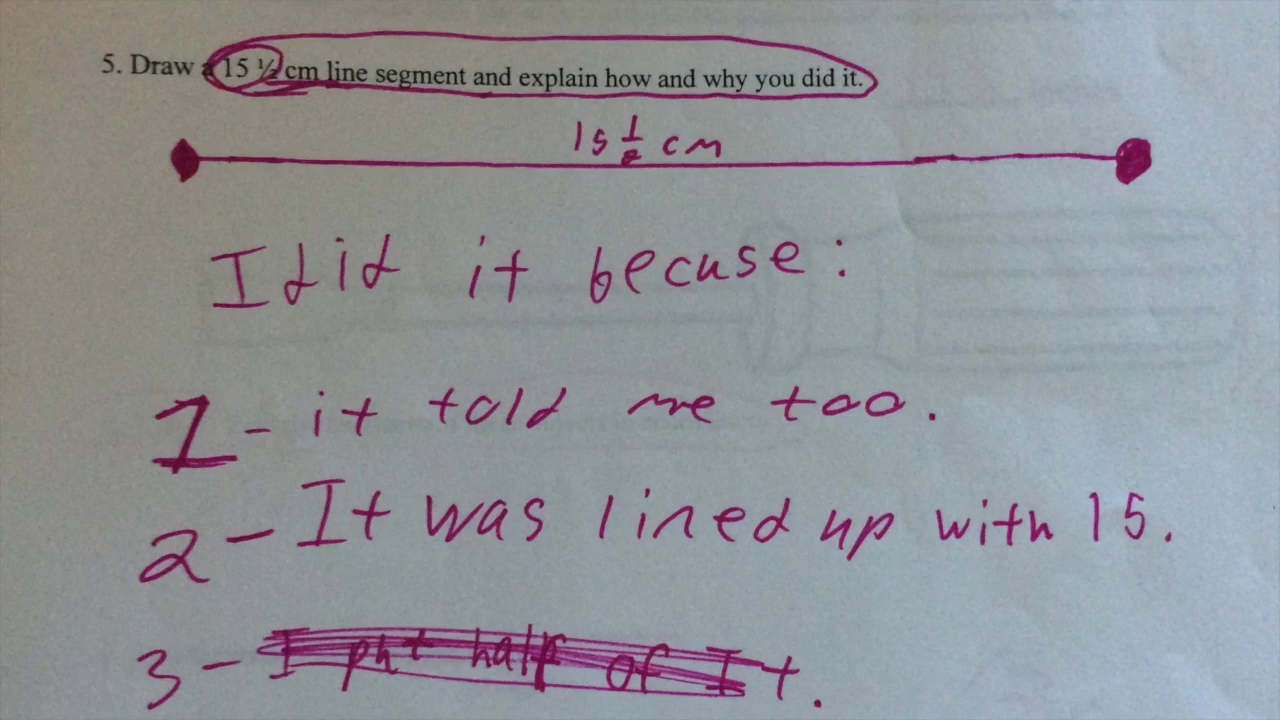 5. Draw a 15 ½ cm line segment and explain how and why you did it.
15 ½ cm
I did it becuse:
1- it told me too.
2- It was lined up with 15.
3- I pht half of It.